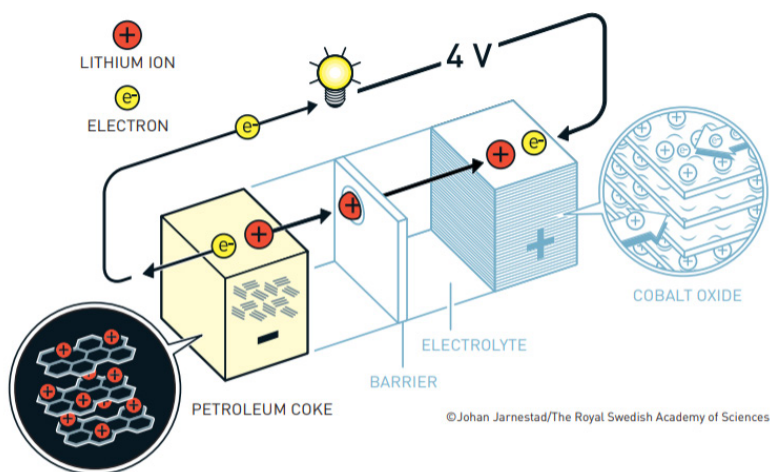 +
LITHIUM ION
e-
ELECTRON
4 V
e-
+
e-
+
e-
+
+
-
COBALT OXIDE
ELECTROLYTE
BARRIER
PETROLEUM COKE
©Johan Jarnestad/The Royal Swedish Academy of Sciences